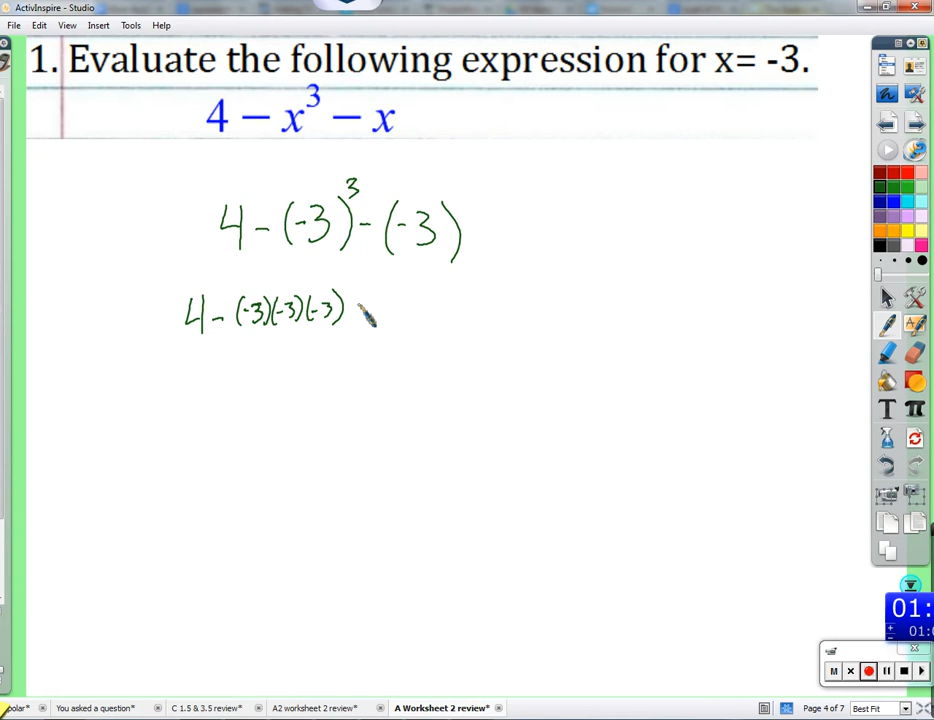 ActivInspire - Studio
File Edit View Insert Tools Help
1. Evaluate the following expression for x= -3.
4 − x³ − x
4 - (-3)³ - (-3)
4 - (-3)(-3)(-3)
T π
01:
01:
M
polar* You asked a question* C 1.5 & 3.5 review* A2 worksheet 2 review* A Worksheet 2 review* Page 4 of 7 Best Fit